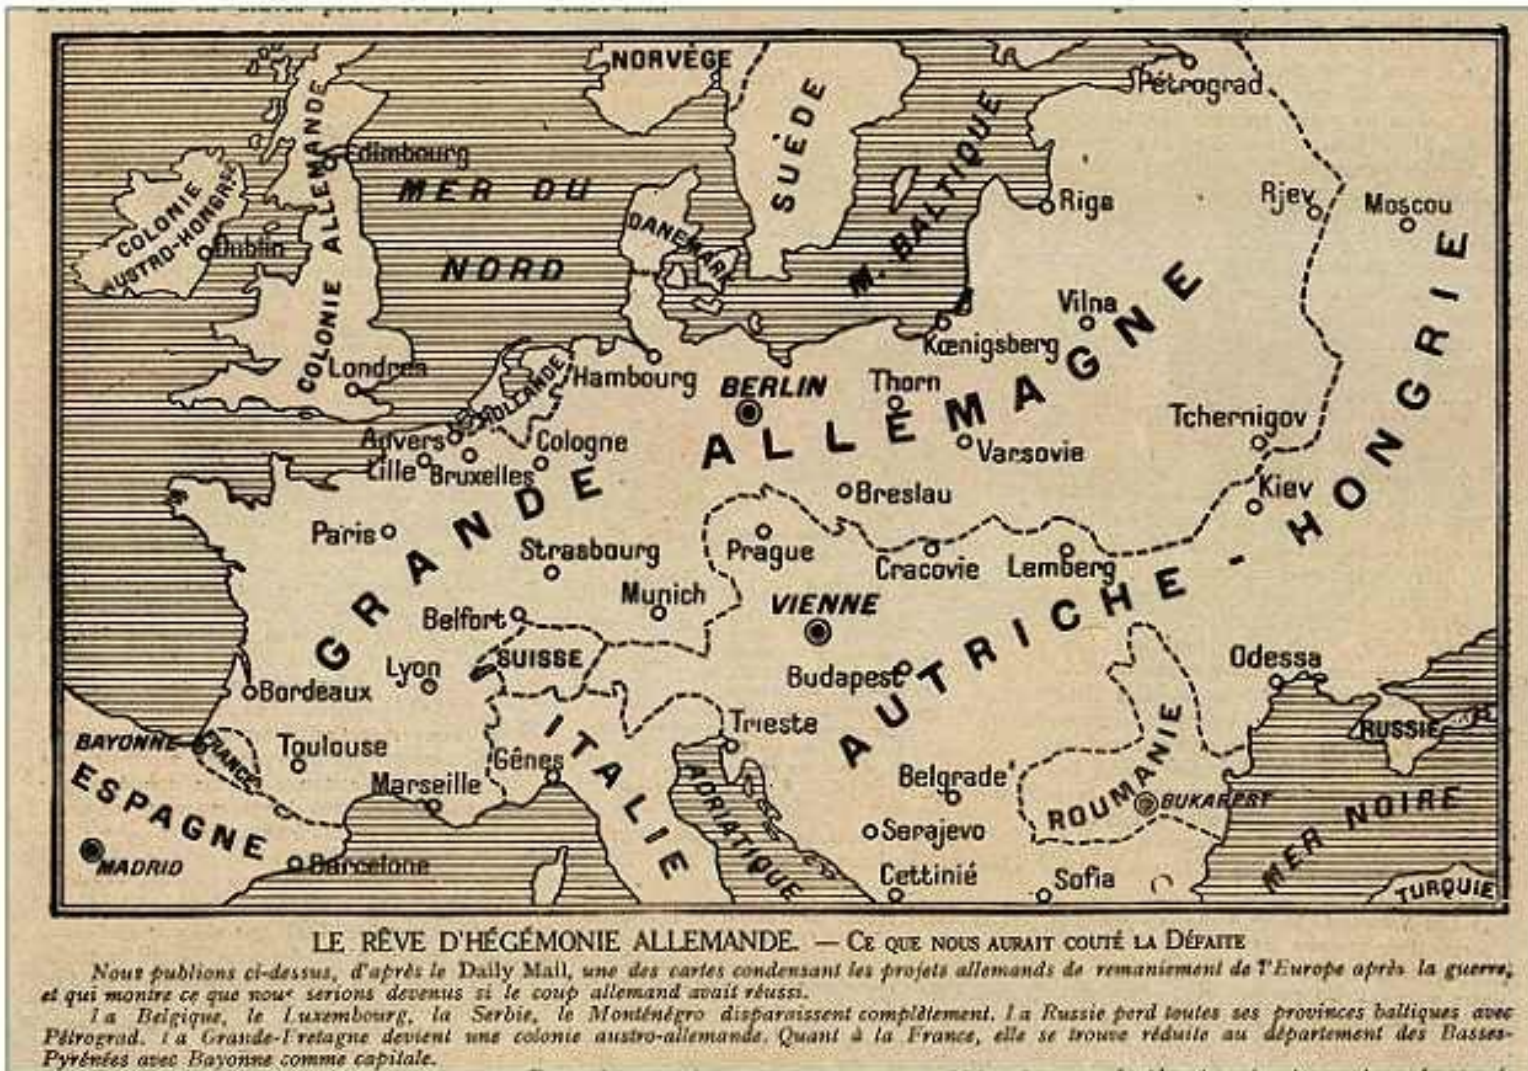 NORVÈGE
SUÈDE
Pétrograd
COLONIE ALLEMANDE
Edimbourg
MER DU
NORD
COLONIE
AUSTRO-HONGRSE
Dublin
DANEMARK
M. BALTIQUE
Riga
Rjev
Moscou
Vilna
Kœnigsberg
Londres
HOLLANDE
Hambourg
BERLIN
Thorn
Tchernigov
Anvers
Lille
Bruxelles
Cologne
Varsovie
GRANDE ALLEMAGNE
Breslau
Kiev
Paris
Strasbourg
Prague
Cracovie
Lemberg
AUTRICHE-HONGRIE
Belfort
Munich
VIENNE
Lyon
SUISSE
Budapest
Odessa
Bordeaux
Trieste
RUSSIE
BAYONNE
FRANCE
Toulouse
Gênes
ITALIE
Marseille
Belgrade
ROUMANIE
BUKAREST
MER NOIRE
ESPAGNE
MADRID
Barcelone
ADRIATIQUE
Serajevo
Cettinié
Sofia
TURQUIE
LE RÊVE D'HÉGÉMONIE ALLEMANDE. — CE QUE NOUS AURAIT COUTÉ LA DÉFAITE
Nous publions ci-dessus, d'après le Daily Mail, une des cartes condensant les projets allemands de remaniement de l'Europe après la guerre,
et qui montre ce que nous serions devenus si le coup allemand avait réussi.
La Belgique, le Luxembourg, la Serbie, le Monténégro disparaissent complètement. La Russie perd toutes ses provinces baltiques avec
Pétrograd. La Grande-Bretagne devient une colonie austro-allemande. Quant à la France, elle se trouve réduite au département des Basses-
Pyrénées avec Bayonne comme capitale.